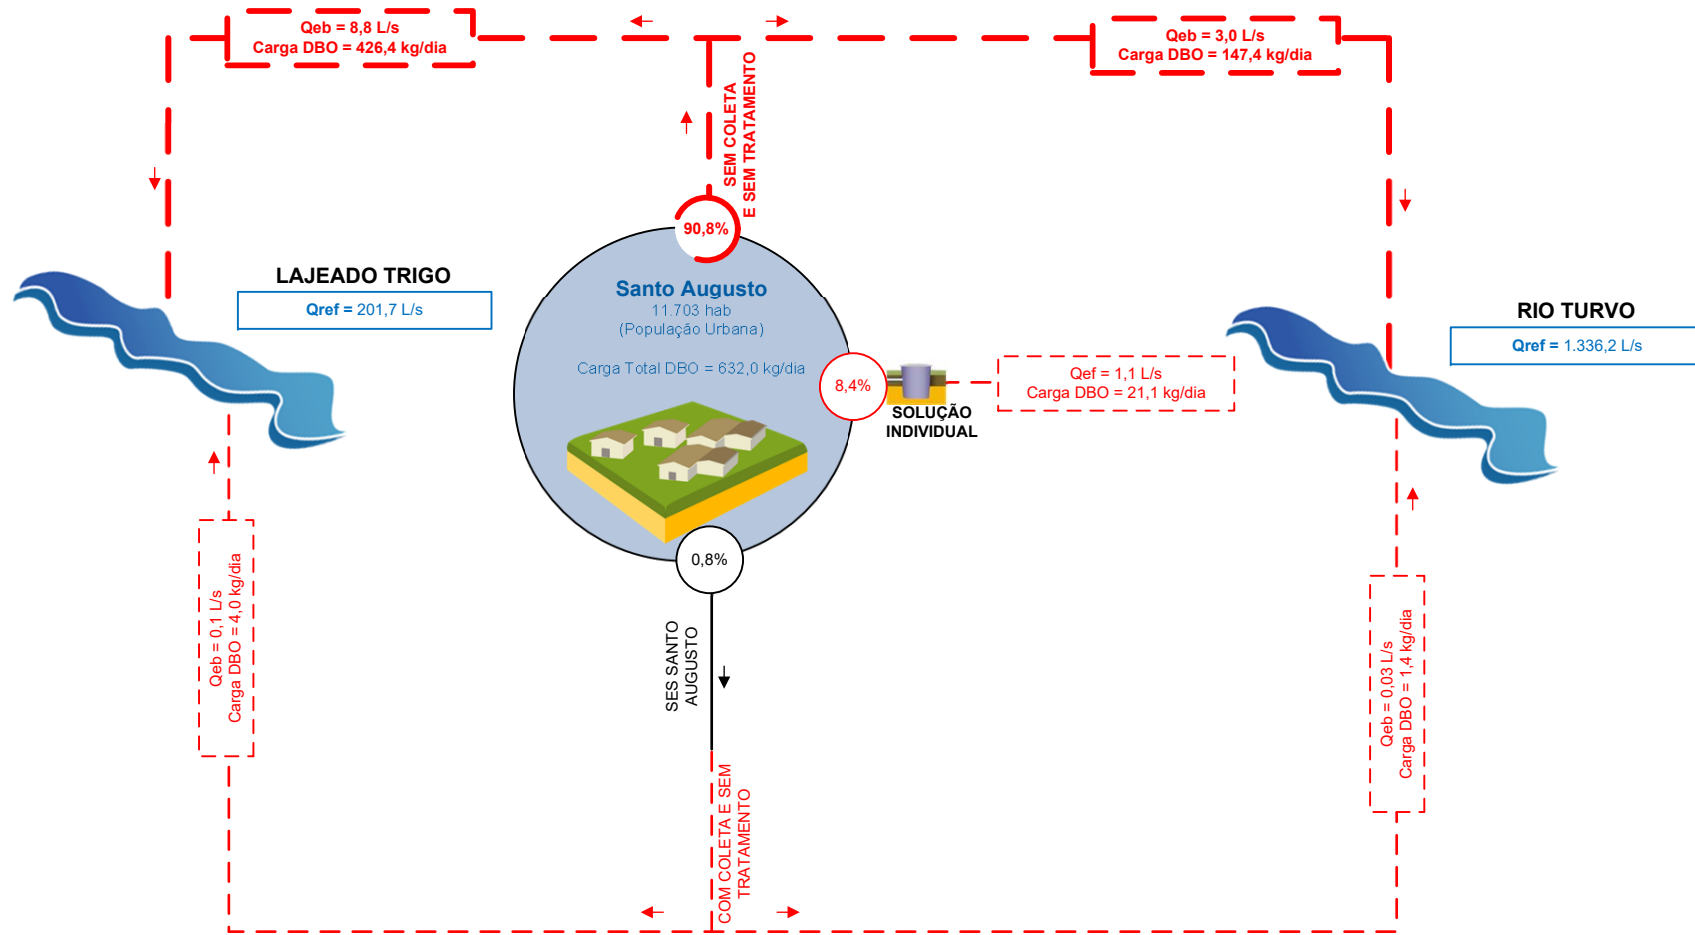 Qeb = 8,8 L/s
Carga DBO = 426,4 kg/dia
Qeb = 3,0 L/s
Carga DBO = 147,4 kg/dia
SEM COLETA
E SEM TRATAMENTO
90,8%
LAJEADO TRIGO
Qref = 201,7 L/s
Santo Augusto
11.703 hab
(População Urbana)
Carga Total DBO = 632,0 kg/dia
RIO TURVO
Qref = 1.336,2 L/s
8,4%
SOLUÇÃO
INDIVIDUAL
Qef = 1,1 L/s
Carga DBO = 21,1 kg/dia
0,8%
SES SANTO
AUGUSTO
Qeb = 0,1 L/s
Carga DBO = 4,0 kg/dia
Qeb = 0,03 L/s
Carga DBO = 1,4 kg/dia
COM COLETA E SEM
TRATAMENTO